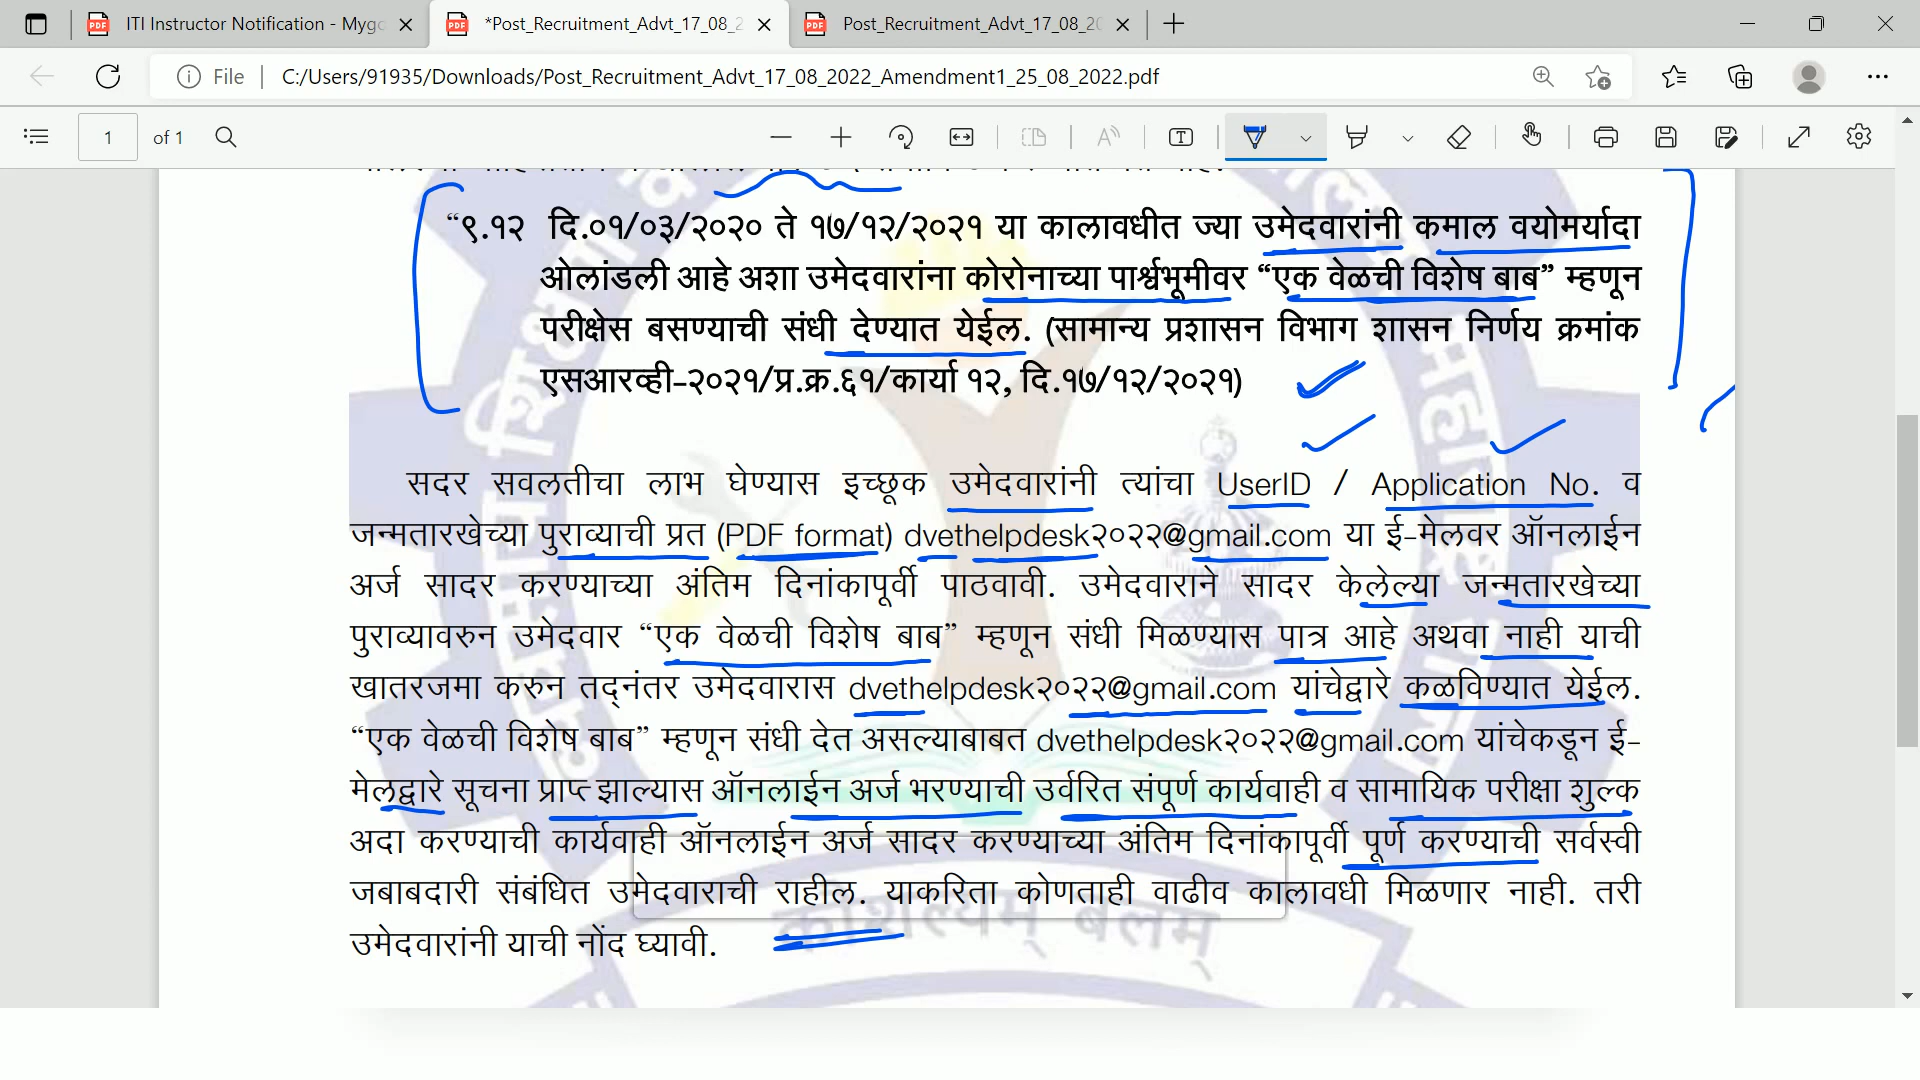 ITI Instructor Notification - Mygo
*Post_Recruitment_Advt_17_08_2
Post_Recruitment_Advt_17_08_20
File
C:/Users/91935/Downloads/Post_Recruitment_Advt_17_08_2022_Amendment1_25_08_2022.pdf
1 of 1
“९.१२ दि.०१/०३/२०२० ते १७/१२/२०२१ या कालावधीत ज्या उमेदवारांनी कमाल वयोमर्यादा
ओलांडली आहे अशा उमेदवारांना कोरोनाच्या पार्श्वभूमीवर “एक वेळची विशेष बाब” म्हणून
परीक्षेस बसण्याची संधी देण्यात येईल. (सामान्य प्रशासन विभाग शासन निर्णय क्रमांक
एसआरव्ही-२०२१/प्र.क्र.६१/कार्या १२, दि.१७/१२/२०२१)
सदर सवलतीचा लाभ घेण्यास इच्छूक उमेदवारांनी त्यांचा UserID / Application No. व
जन्मतारखेच्या पुराव्याची प्रत (PDF format) dvethelpdesk२०२२@gmail.com या ई-मेलवर ऑनलाईन
अर्ज सादर करण्याच्या अंतिम दिनांकापूर्वी पाठवावी. उमेदवाराने सादर केलेल्या जन्मतारखेच्या
पुराव्यावरुन उमेदवार “एक वेळची विशेष बाब” म्हणून संधी मिळण्यास पात्र आहे अथवा नाही याची
खातरजमा करुन तद्नंतर उमेदवारास dvethelpdesk२०२२@gmail.com यांचेद्वारे कळविण्यात येईल.
“एक वेळची विशेष बाब” म्हणून संधी देत असल्याबाबत dvethelpdesk२०२२@gmail.com यांचेकडून ई-
मेलद्वारे सूचना प्राप्त झाल्यास ऑनलाईन अर्ज भरण्याची उर्वरित संपूर्ण कार्यवाही व सामायिक परीक्षा शुल्क
अदा करण्याची कार्यवाही ऑनलाईन अर्ज सादर करण्याच्या अंतिम दिनांकापूर्वी पूर्ण करण्याची सर्वस्वी
जबाबदारी संबंधित उमेदवाराची राहील. याकरिता कोणताही वाढीव कालावधी मिळणार नाही. तरी
उमेदवारांनी याची नोंद घ्यावी.
कौशल्यम् बलम्